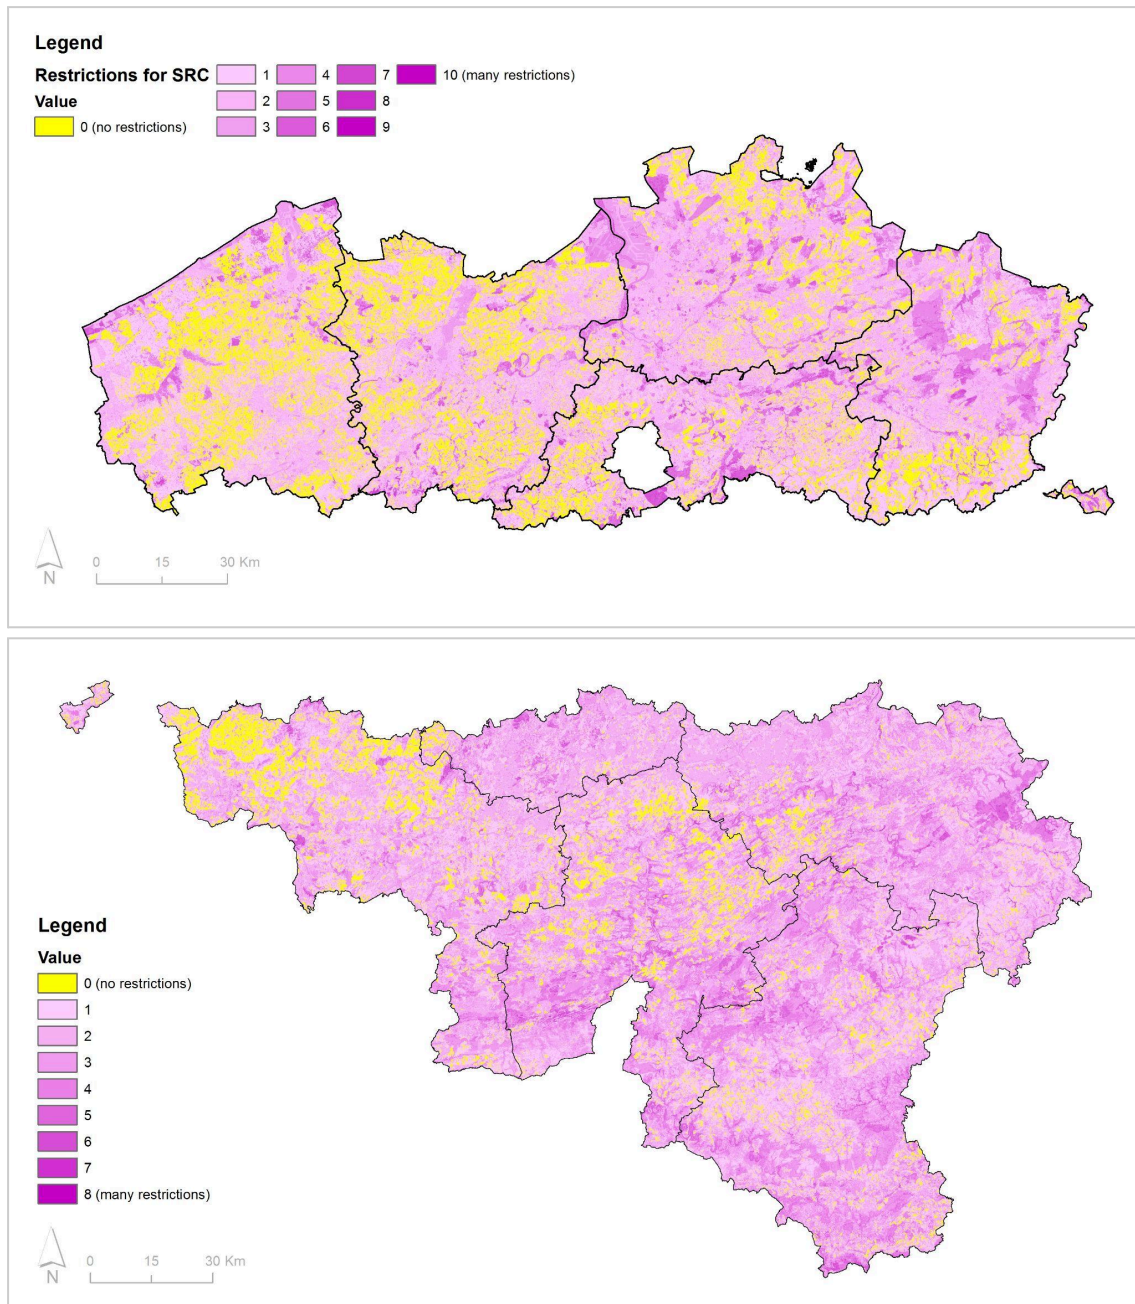 Legend
Restrictions for SRC 1 4 7 10 (many restrictions)
Value 2 5 8
0 (no restrictions) 3 6 9
N 0 15 30 Km
Legend
Value
0 (no restrictions)
1
2
3
4
5
6
7
8 (many restrictions)
N 0 15 30 Km